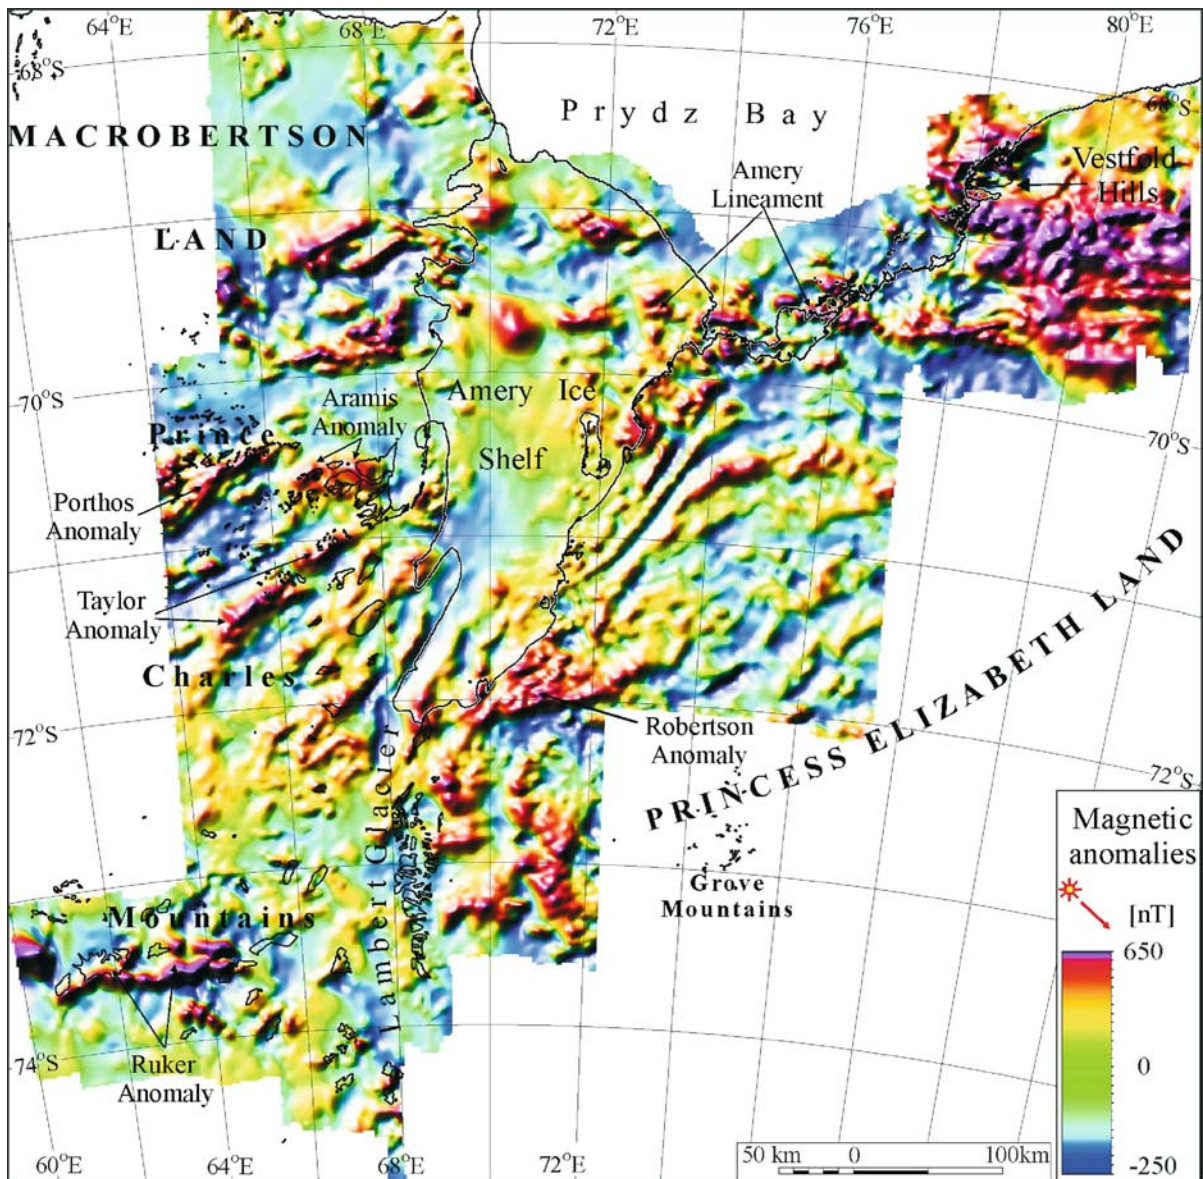 64°E
68°E
72°E
76°E
80°E
68°S
68°S
Prydz Bay
MACROBERTSON
LAND
Amery
Lineament
Vestfold
Hills
70°S
70°S
Amery Ice
Shelf
Aramis
Anomaly
Prince
Porthos
Anomaly
Taylor
Anomaly
Charles
Robertson
Anomaly
PRINCESS ELIZABETH LAND
72°S
72°S
Lambert Glacier
Grove
Mountains
Mountains
Ruker
Anomaly
74°S
60°E
64°E
68°E
72°E
50 km 0 100km
Magnetic
anomalies
[nT]
650
0
-250